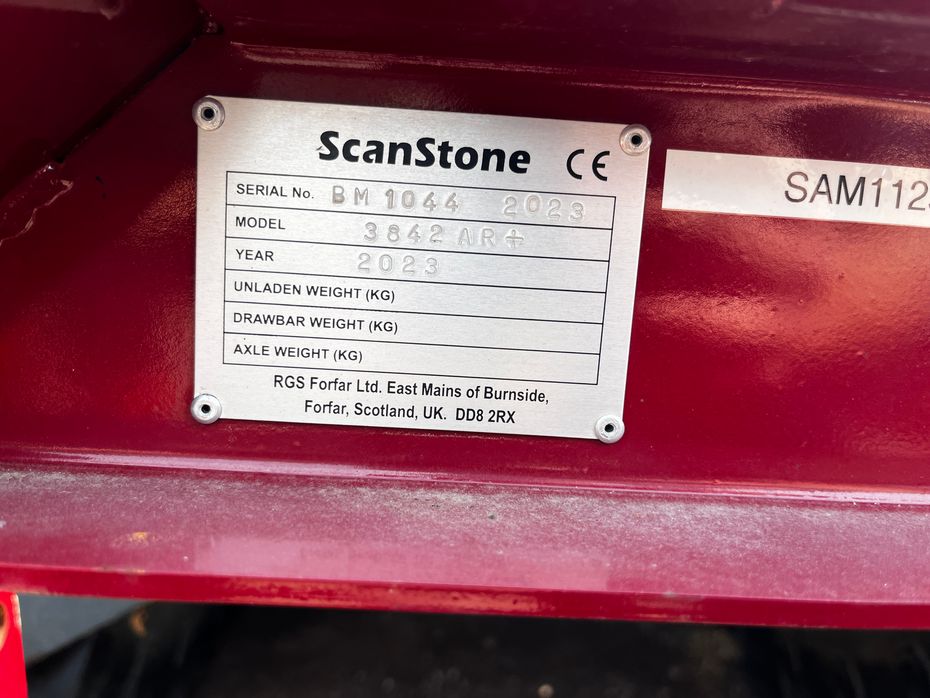 ScanStone CE
SERIAL No. BM 1044 2023
MODEL 3842 AR+
YEAR 2023
UNLADEN WEIGHT (KG)
DRAWBAR WEIGHT (KG)
AXLE WEIGHT (KG)
RGS Forfar Ltd. East Mains of Burnside,
Forfar, Scotland, UK. DD8 2RX
SAM112